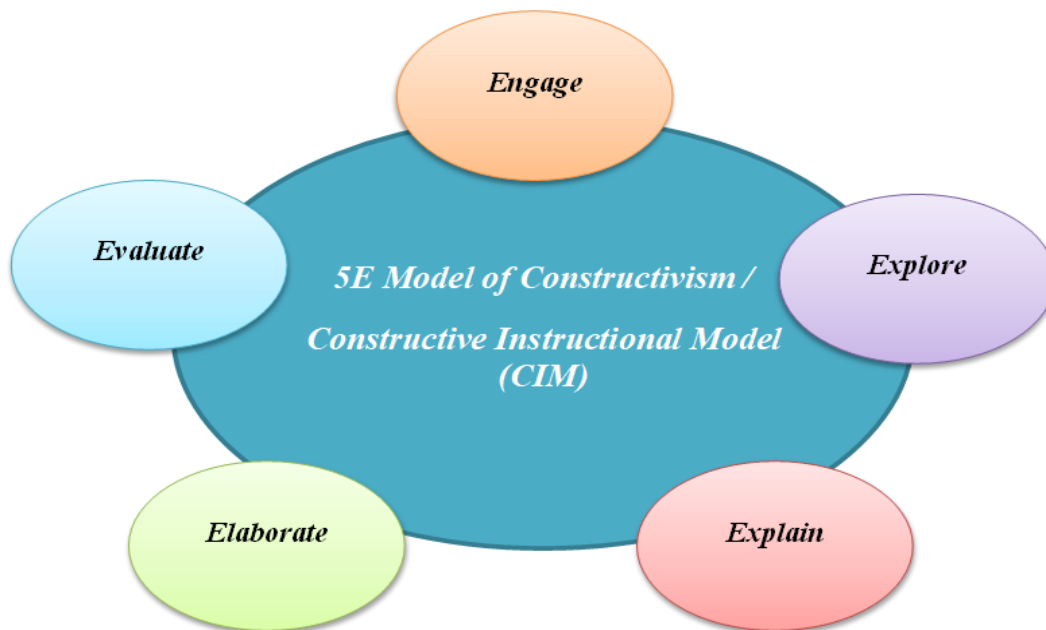 Engage
Evaluate
Explore
5E Model of Constructivism /
Constructive Instructional Model
(CIM)
Elaborate
Explain